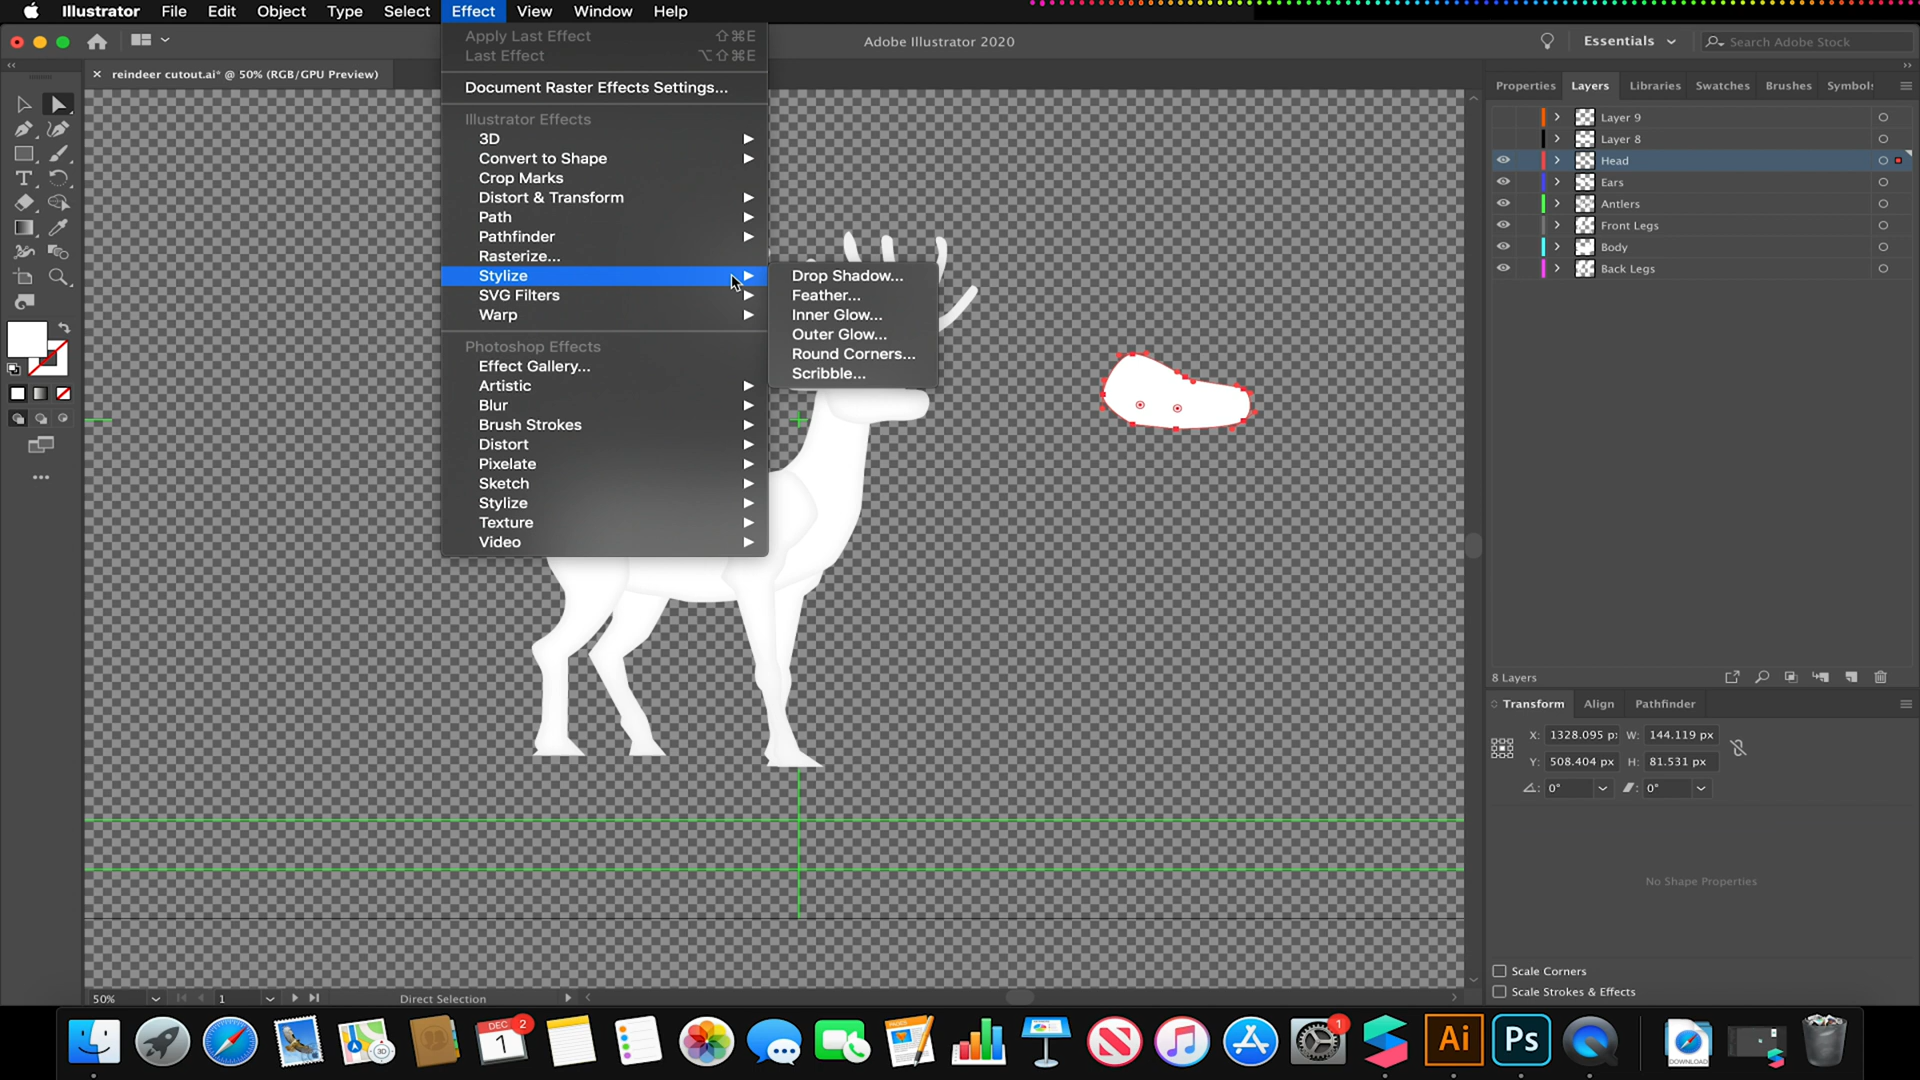 Illustrator File Edit Object Type Select Effect View Window Help
Adobe Illustrator 2020
Essentials
Search Adobe Stock
reindeer cutout.ai* @ 50% (RGB/GPU Preview)
Apply Last Effect ⇧⌘E
Last Effect ⌥⇧⌘E
Document Raster Effects Settings...
Illustrator Effects
3D
Convert to Shape
Crop Marks
Distort & Transform
Path
Pathfinder
Rasterize...
Stylize
SVG Filters
Warp
Photoshop Effects
Effect Gallery...
Artistic
Blur
Brush Strokes
Distort
Pixelate
Sketch
Stylize
Texture
Video
Drop Shadow...
Feather...
Inner Glow...
Outer Glow...
Round Corners...
Scribble...
Properties Layers Libraries Swatches Brushes Symbols
Layer 9
Layer 8
Head
Ears
Antlers
Front Legs
Body
Back Legs
8 Layers
Transform Align Pathfinder
X: 1328.095 p W: 144.119 px
Y: 508.404 px H: 81.531 px
0° 0°
No Shape Properties
Scale Corners
Scale Strokes & Effects
50% 1 Direct Selection
DEC 2
1
PAGES
3D
1
Ai
Ps
DOWNLOAD